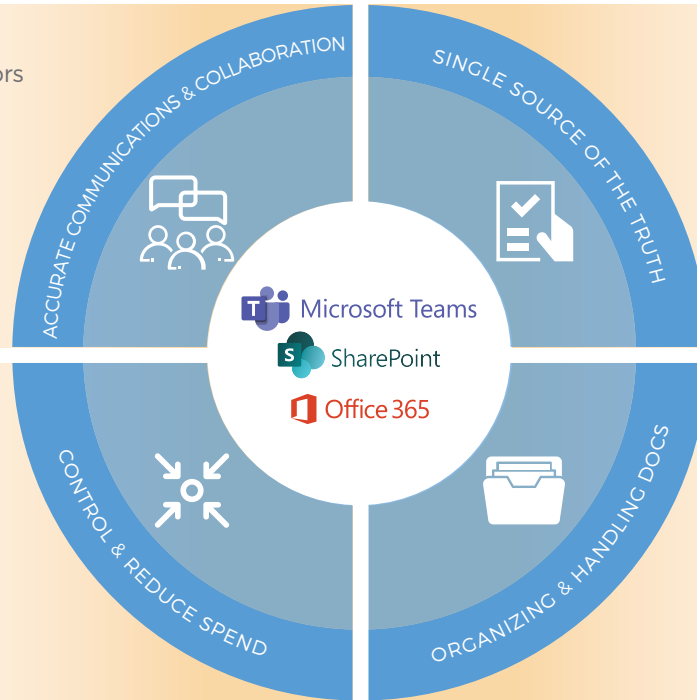 ors
ACCURATE COMMUNICATIONS & COLLABORATION
SINGLE SOURCE OF THE TRUTH
T
Microsoft Teams
S
SharePoint
Office 365
CONTROL & REDUCE SPEND
ORGANIZING & HANDLING DOCS